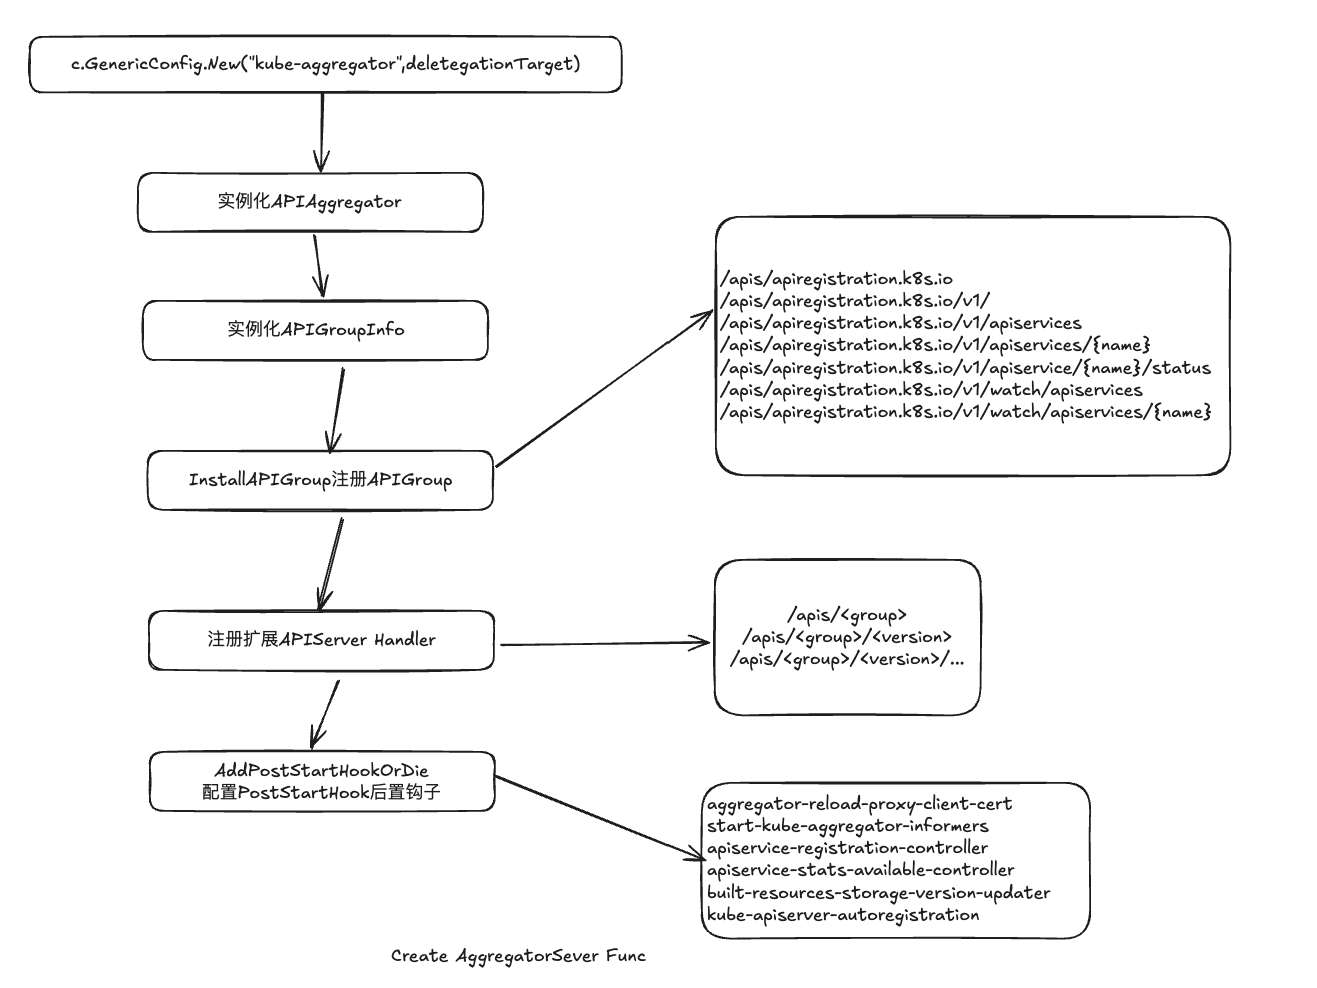 c.GenericConfig.New("kube-aggregator",deletegationTarget)
实例化APIAggregator
实例化APIGroupInfo
InstallAPIGroup注册APIGroup
/apis/apiregistration.k8s.io
/apis/apiregistration.k8s.io/v1/
/apis/apiregistration.k8s.io/v1/apiservices
/apis/apiregistration.k8s.io/v1/apiservices/{name}
/apis/apiregistration.k8s.io/v1/apiservice/{name}/status
/apis/apiregistration.k8s.io/v1/watch/apiservices
/apis/apiregistration.k8s.io/v1/watch/apiservices/{name}
注册扩展APIServer Handler
/apis/<group>
/apis/<group>/<version>
/apis/<group>/<version>/...
AddPostStartHookOrDie
配置PostStartHook后置钩子
aggregator-reload-proxy-client-cert
start-kube-aggregator-informers
apiservice-registration-controller
apiservice-stats-available-controller
built-resources-storage-version-updater
kube-apiserver-autoregistration
Create AggregatorSever Func